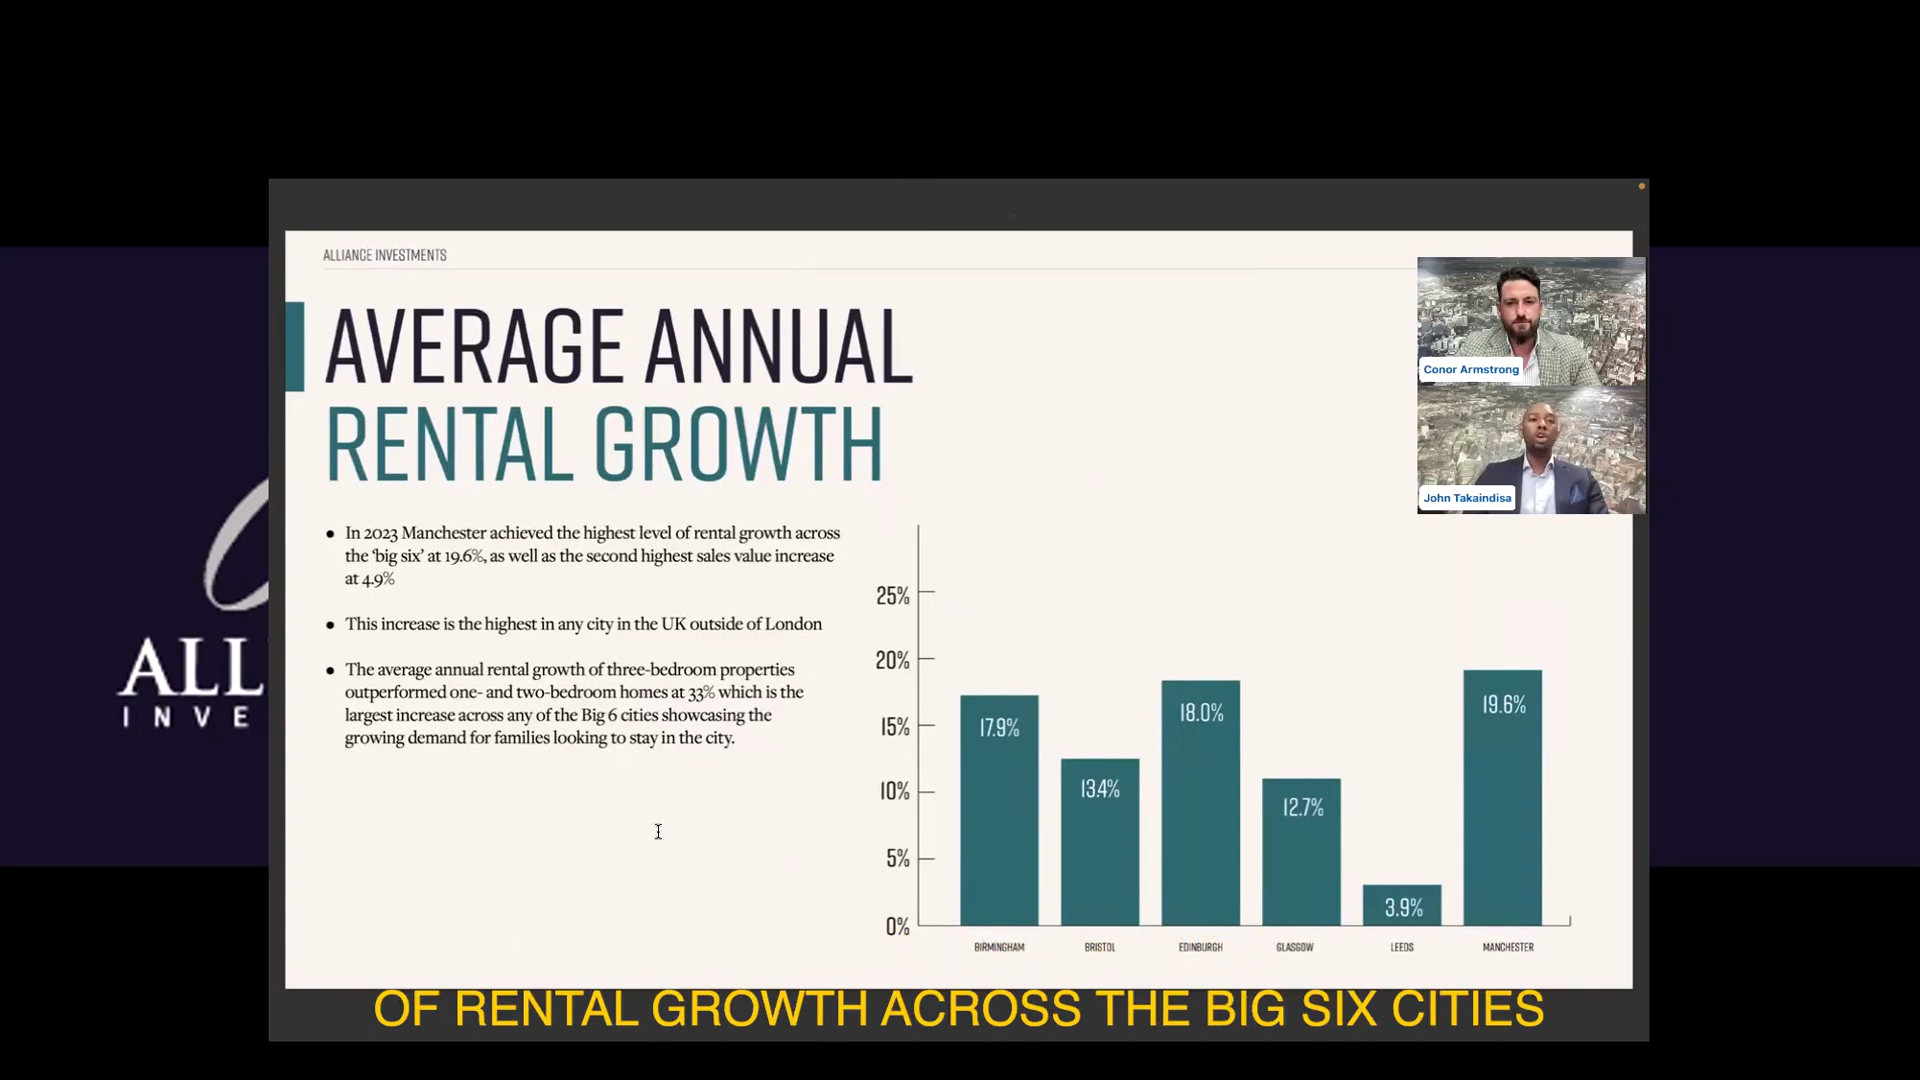 ALLIANCE INVESTMENTS
AVERAGE ANNUAL
RENTAL GROWTH
• In 2023 Manchester achieved the highest level of rental growth across
the ‘big six’ at 19.6%, as well as the second highest sales value increase
at 4.9%
• This increase is the highest in any city in the UK outside of London
• The average annual rental growth of three-bedroom properties
outperformed one- and two-bedroom homes at 33% which is the
largest increase across any of the Big 6 cities showcasing the
growing demand for families looking to stay in the city.
Conor Armstrong
John Takaindisa
25%
20%
15%
10%
5%
0%
17.9%
13.4%
18.0%
12.7%
3.9%
19.6%
BIRMINGHAM
BRISTOL
EDINBURGH
GLASGOW
LEEDS
MANCHESTER
ALL
INVE
OF RENTAL GROWTH ACROSS THE BIG SIX CITIES